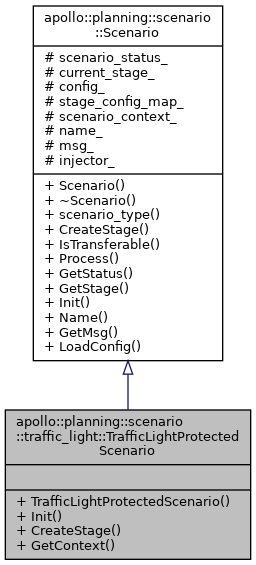 apollo::planning::scenario
::Scenario
# scenario_status_
# current_stage_
# config_
# stage_config_map_
# scenario_context_
# name_
# msg_
# injector_
+ Scenario()
+ ~Scenario()
+ scenario_type()
+ CreateStage()
+ IsTransferable()
+ Process()
+ GetStatus()
+ GetStage()
+ Init()
+ Name()
+ GetMsg()
+ LoadConfig()
apollo::planning::scenario
::traffic_light::TrafficLightProtected
Scenario
+ TrafficLightProtectedScenario()
+ Init()
+ CreateStage()
+ GetContext()